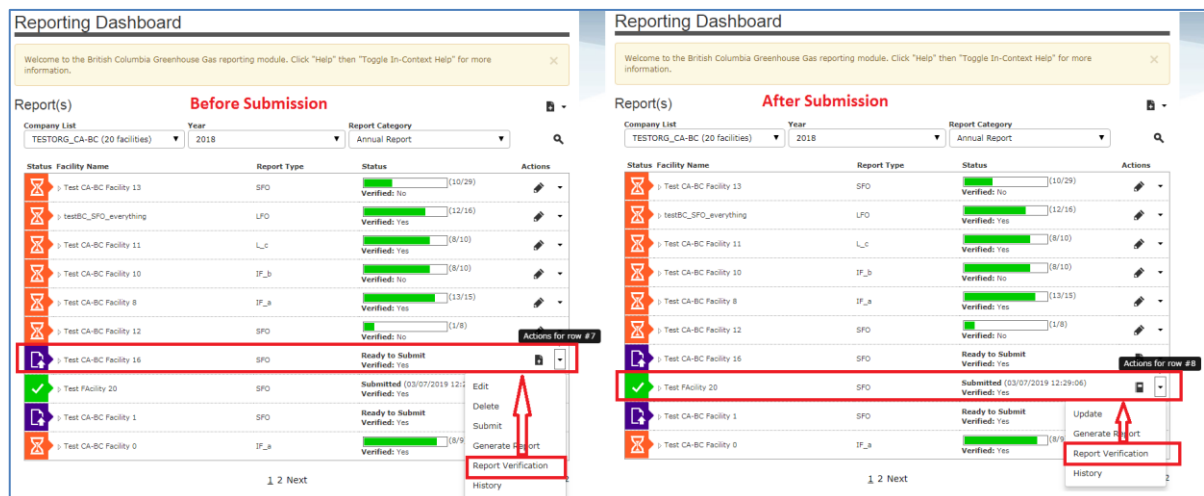 Reporting Dashboard
Welcome to the British Columbia Greenhouse Gas reporting module. Click "Help" then "Toggle In-Context Help" for more
information.
Report(s) Before Submission
Company List Year Report Category
TESTORG_CA-BC (20 facilities) 2018 Annual Report
Status Facility Name Report Type Status Actions
Test CA-BC Facility 13 SFO (10/29)
Verified: No
testBC_SFO_everything LFO (12/16)
Verified: Yes
Test CA-BC Facility 11 L_c (8/10)
Verified: Yes
Test CA-BC Facility 10 IF_b (8/10)
Verified: No
Test CA-BC Facility 8 IF_a (13/15)
Verified: Yes
Test CA-BC Facility 12 SFO (1/8)
Verified: No
Actions for row #7
Test CA-BC Facility 16 SFO Ready to Submit
Verified: Yes
Test FAcility 20 SFO Submitted (03/07/2019 12:2
Verified: Yes
Test CA-BC Facility 1 SFO Ready to Submit
Verified: Yes
Test CA-BC Facility 0 IF_a (8/9
Verified: Yes
Edit
Delete
Submit
Generate Report
Report Verification
History
1 2 Next
2
Reporting Dashboard
Welcome to the British Columbia Greenhouse Gas reporting module. Click "Help" then "Toggle In-Context Help" for more
information.
Report(s) After Submission
Company List Year Report Category
TESTORG_CA-BC (20 facilities) 2018 Annual Report
Status Facility Name Report Type Status Actions
Test CA-BC Facility 13 SFO (10/29)
Verified: No
testBC_SFO_everything LFO (12/16)
Verified: Yes
Test CA-BC Facility 11 L_c (8/10)
Verified: Yes
Test CA-BC Facility 10 IF_b (8/10)
Verified: No
Test CA-BC Facility 8 IF_a (13/15)
Verified: Yes
Test CA-BC Facility 12 SFO (1/8)
Verified: No
Test CA-BC Facility 16 SFO Ready to Submit
Verified: Yes
Actions for row #8
Test FAcility 20 SFO Submitted (03/07/2019 12:29:06)
Verified: Yes
Test CA-BC Facility 1 SFO Ready to Submit
Verified: Yes
Test CA-BC Facility 0 IF_a (8/9
Verified: Yes
Update
Generate Report
Report Verification
History
1 2 Next
2